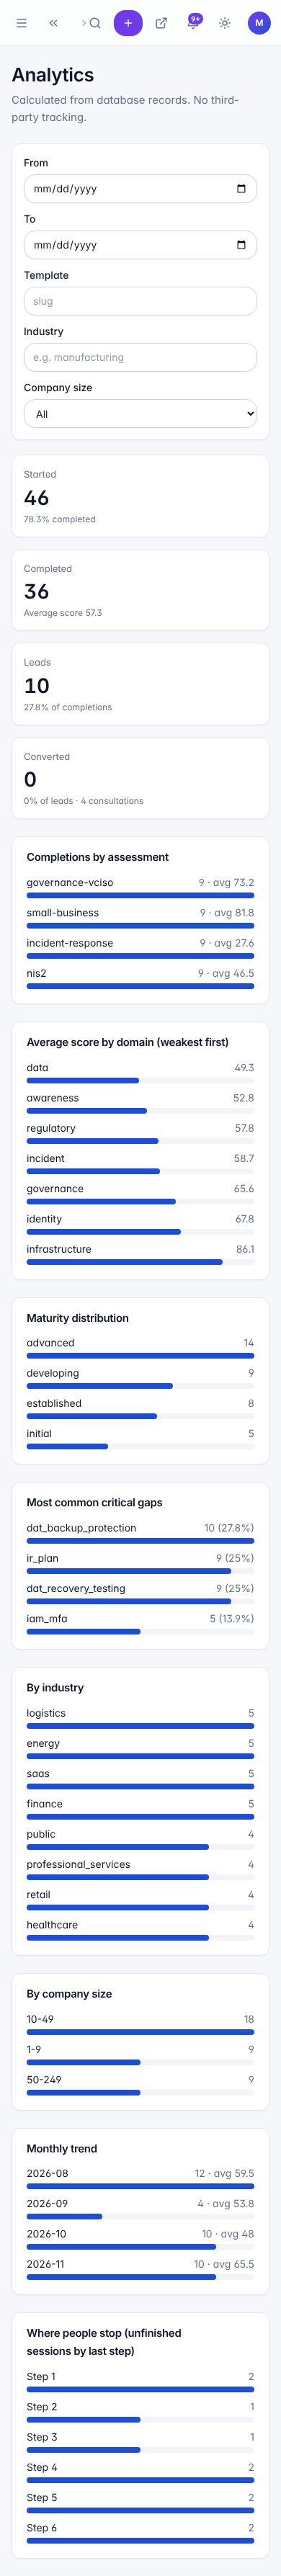 9+
M
Analytics
Calculated from database records. No third-
party tracking.
From
mm/dd/yyyy
To
mm/dd/yyyy
Template
slug
Industry
e.g. manufacturing
Company size
All
Started
46
78.3% completed
Completed
36
Average score 57.3
Leads
10
27.8% of completions
Converted
0
0% of leads · 4 consultations
Completions by assessment
governance-vciso 9 · avg 73.2
small-business 9 · avg 81.8
incident-response 9 · avg 27.6
nis2 9 · avg 46.5
Average score by domain (weakest first)
data 49.3
awareness 52.8
regulatory 57.8
incident 58.7
governance 65.6
identity 67.8
infrastructure 86.1
Maturity distribution
advanced 14
developing 9
established 8
initial 5
Most common critical gaps
dat_backup_protection 10 (27.8%)
ir_plan 9 (25%)
dat_recovery_testing 9 (25%)
iam_mfa 5 (13.9%)
By industry
logistics 5
energy 5
saas 5
finance 5
public 4
professional_services 4
retail 4
healthcare 4
By company size
10-49 18
1-9 9
50-249 9
Monthly trend
2026-08 12 · avg 59.5
2026-09 4 · avg 53.8
2026-10 10 · avg 48
2026-11 10 · avg 65.5
Where people stop (unfinished
sessions by last step)
Step 1 2
Step 2 1
Step 3 1
Step 4 2
Step 5 2
Step 6 2